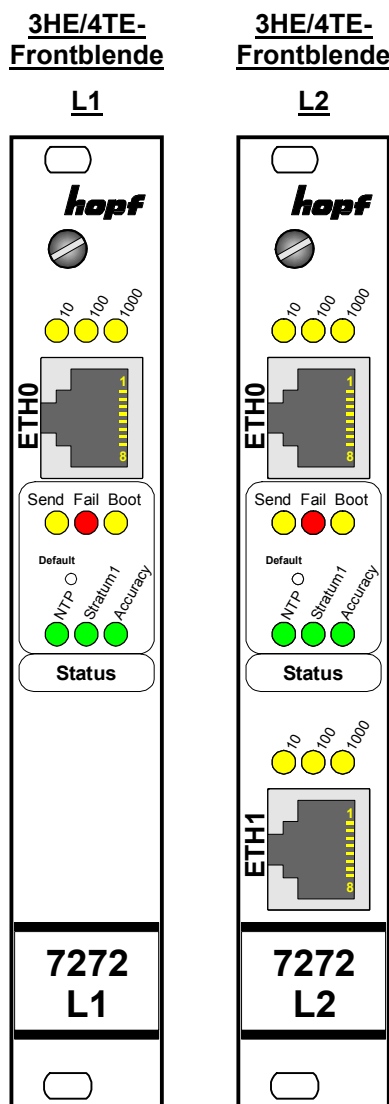 3HE/4TE-
Frontblende
L1
hopf
10 100 1000
ETH0
1
8
Send Fail Boot
Default
NTP Stratum1 Accuracy
Status
7272
L1
3HE/4TE-
Frontblende
L2
hopf
10 100 1000
ETH0
1
8
Send Fail Boot
Default
NTP Stratum1 Accuracy
Status
10 100 1000
ETH1
1
8
7272
L2